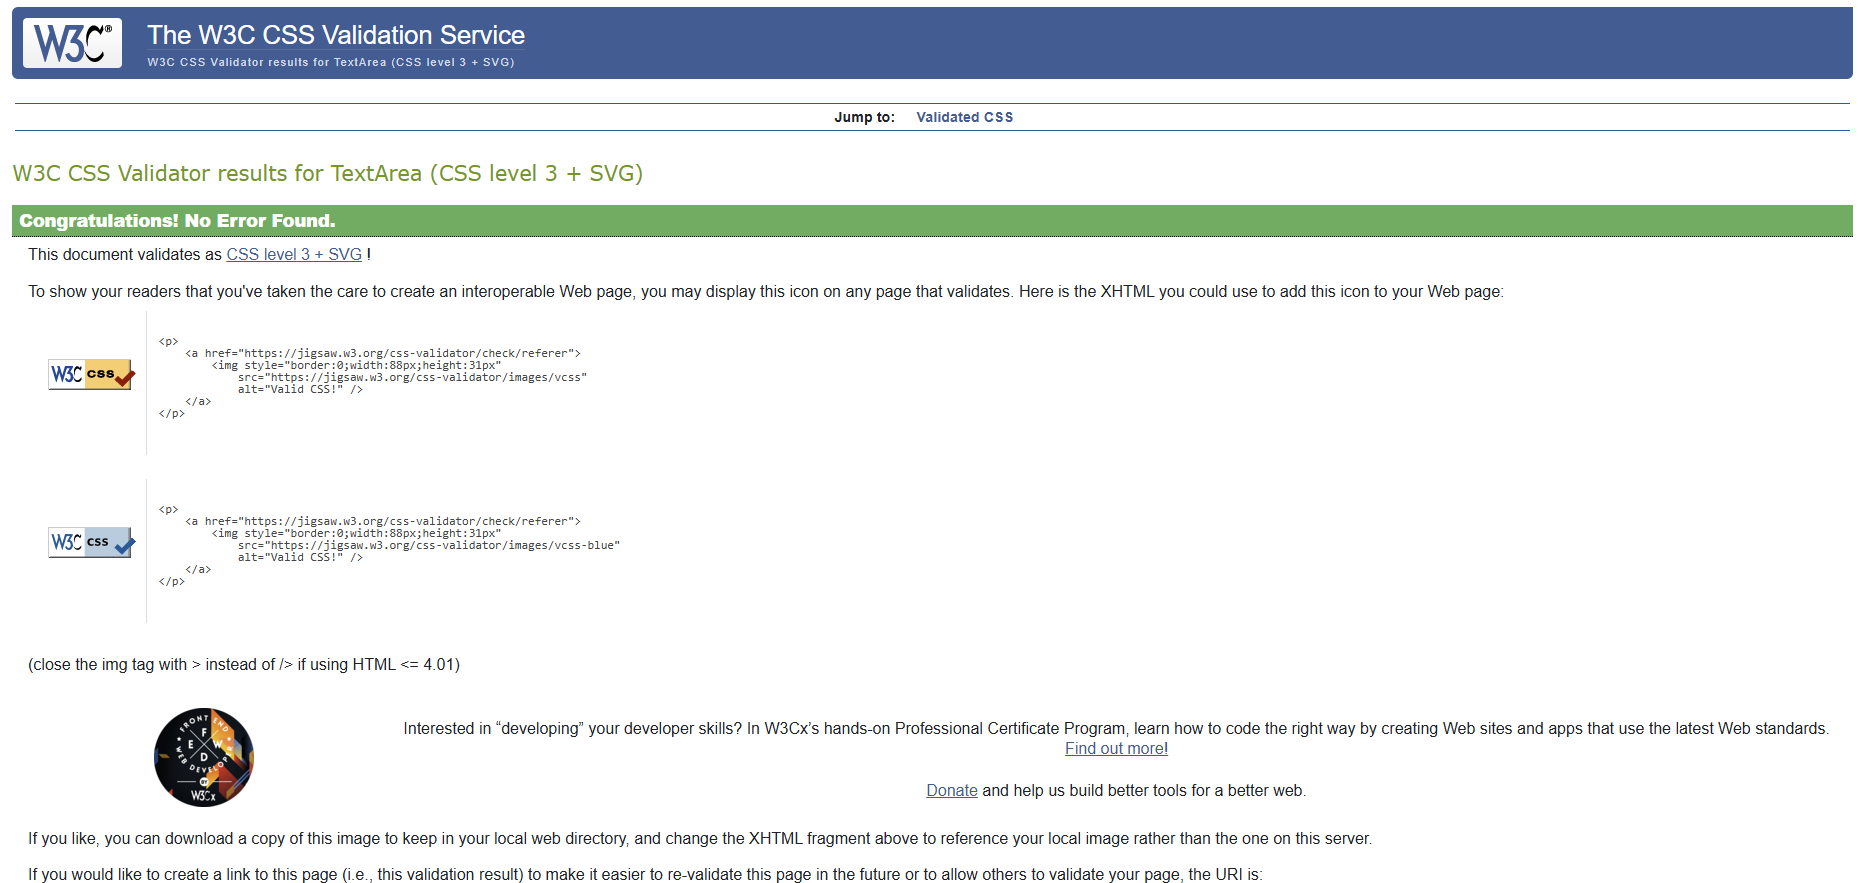 W3C®
The W3C CSS Validation Service
W3C CSS Validator results for TextArea (CSS level 3 + SVG)
Jump to: Validated CSS
W3C CSS Validator results for TextArea (CSS level 3 + SVG)
Congratulations! No Error Found.
This document validates as CSS level 3 + SVG !
To show your readers that you've taken the care to create an interoperable Web page, you may display this icon on any page that validates. Here is the XHTML you could use to add this icon to your Web page:
W3C css
<p>
    <a href="https://jigsaw.w3.org/css-validator/check/referer">
        <img style="border:0;width:88px;height:31px"
            src="https://jigsaw.w3.org/css-validator/images/vcss"
            alt="Valid CSS!" />
    </a>
</p>
W3C css
<p>
    <a href="https://jigsaw.w3.org/css-validator/check/referer">
        <img style="border:0;width:88px;height:31px"
            src="https://jigsaw.w3.org/css-validator/images/vcss-blue"
            alt="Valid CSS!" />
    </a>
</p>
(close the img tag with > instead of /> if using HTML <= 4.01)
FRONT END
WEB DEVELOPER
F E W D
BY
W3Cx
Interested in “developing” your developer skills? In W3Cx’s hands-on Professional Certificate Program, learn how to code the right way by creating Web sites and apps that use the latest Web standards.
Find out more!
Donate and help us build better tools for a better web.
If you like, you can download a copy of this image to keep in your local web directory, and change the XHTML fragment above to reference your local image rather than the one on this server.
If you would like to create a link to this page (i.e., this validation result) to make it easier to re-validate this page in the future or to allow others to validate your page, the URI is: